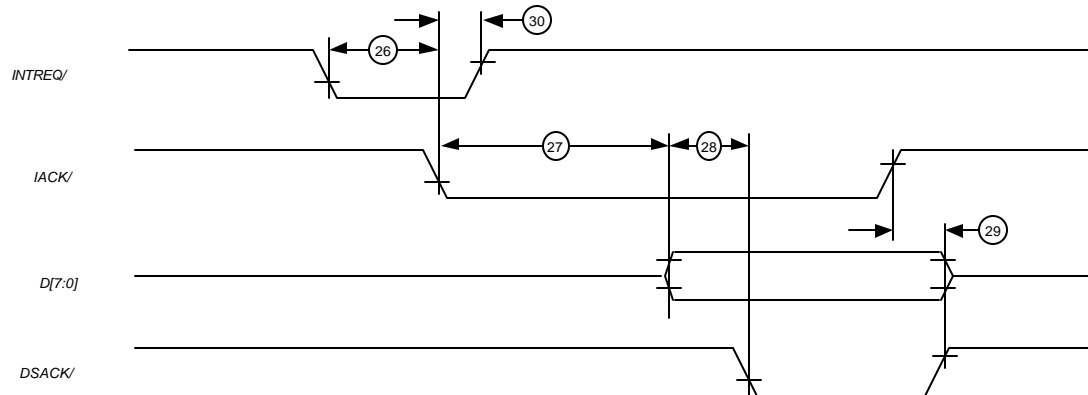 30
26
INTREQ/
27
28
IACK/
29
D[7:0]
DSACK/